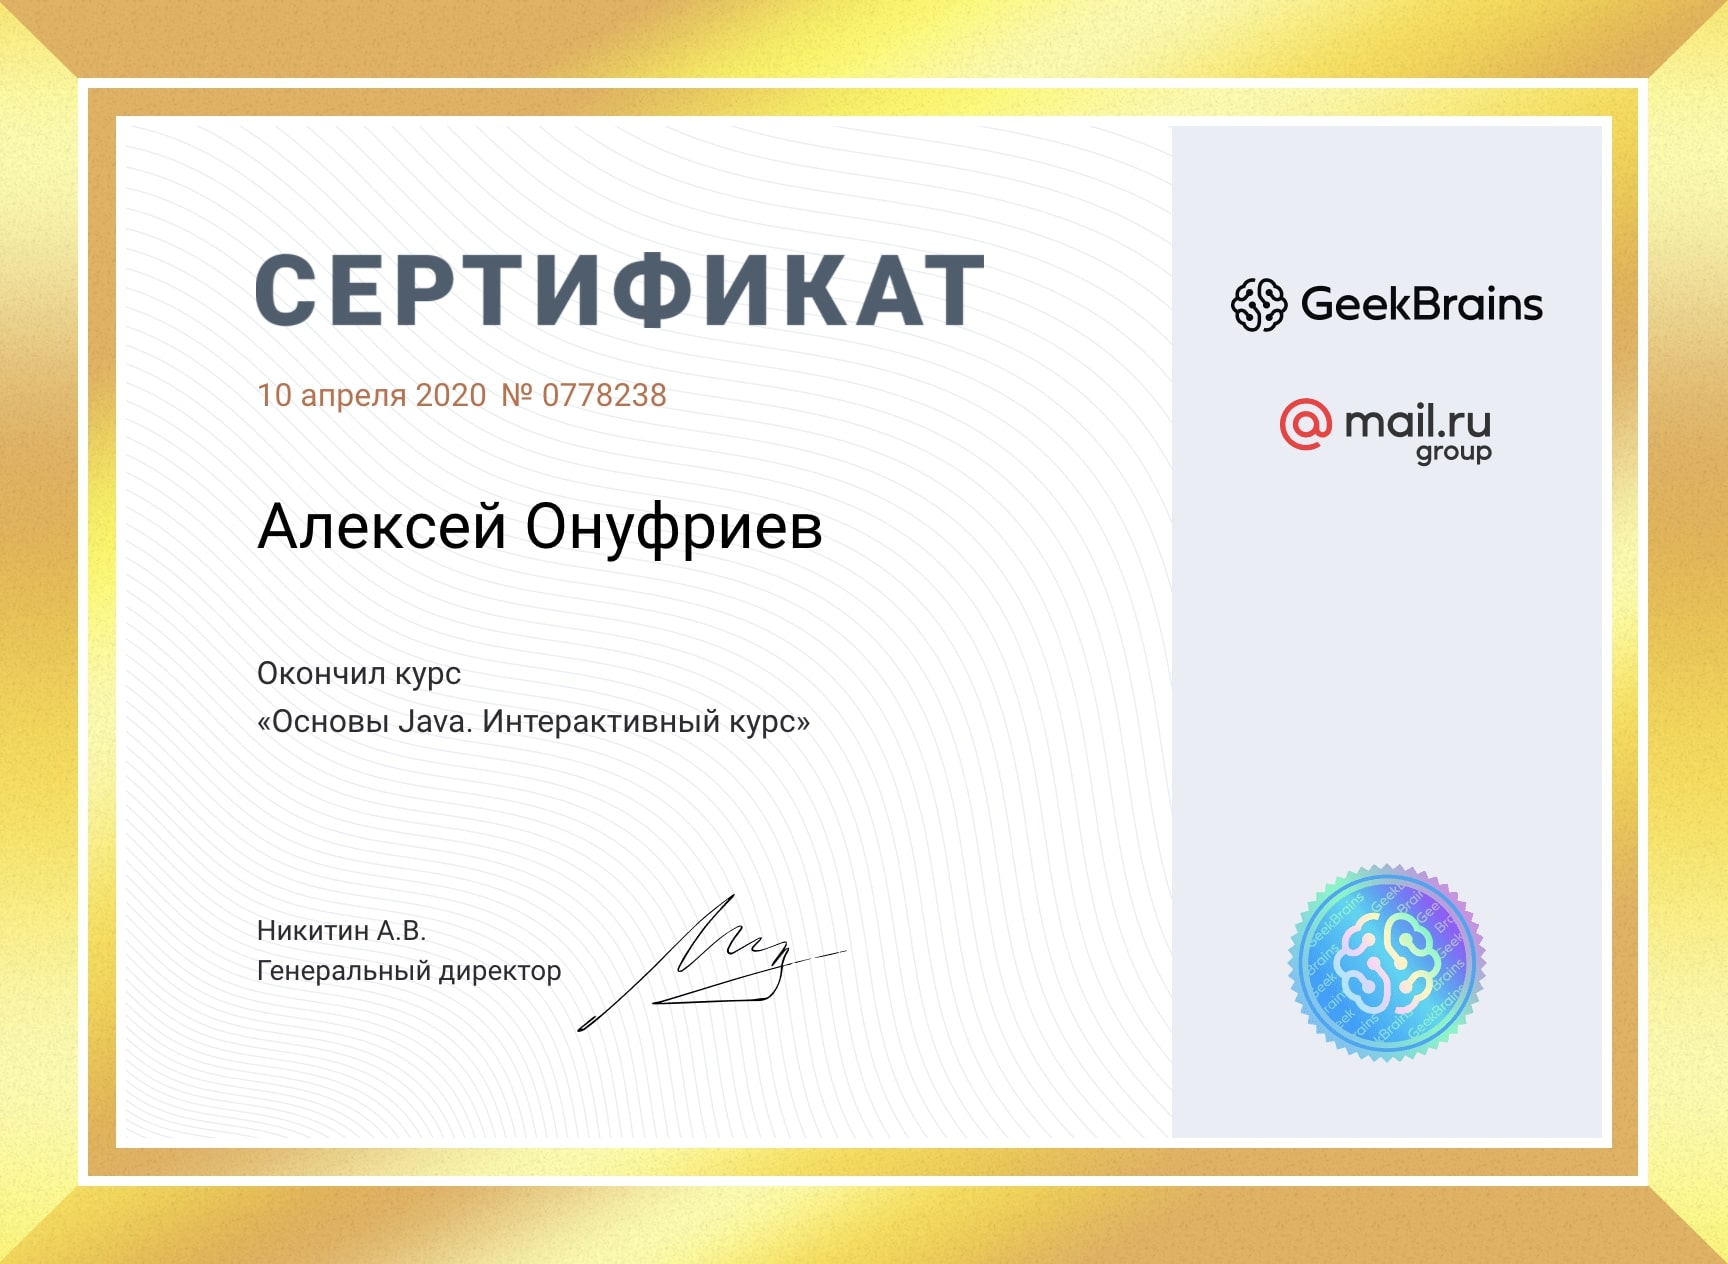 СЕРТИФИКАТ
10 апреля 2020 № 0778238
Алексей Онуфриев
Окончил курс
«Основы Java. Интерактивный курс»
Никитин А.В.
Генеральный директор
GeekBrains
@ mail.ru
group